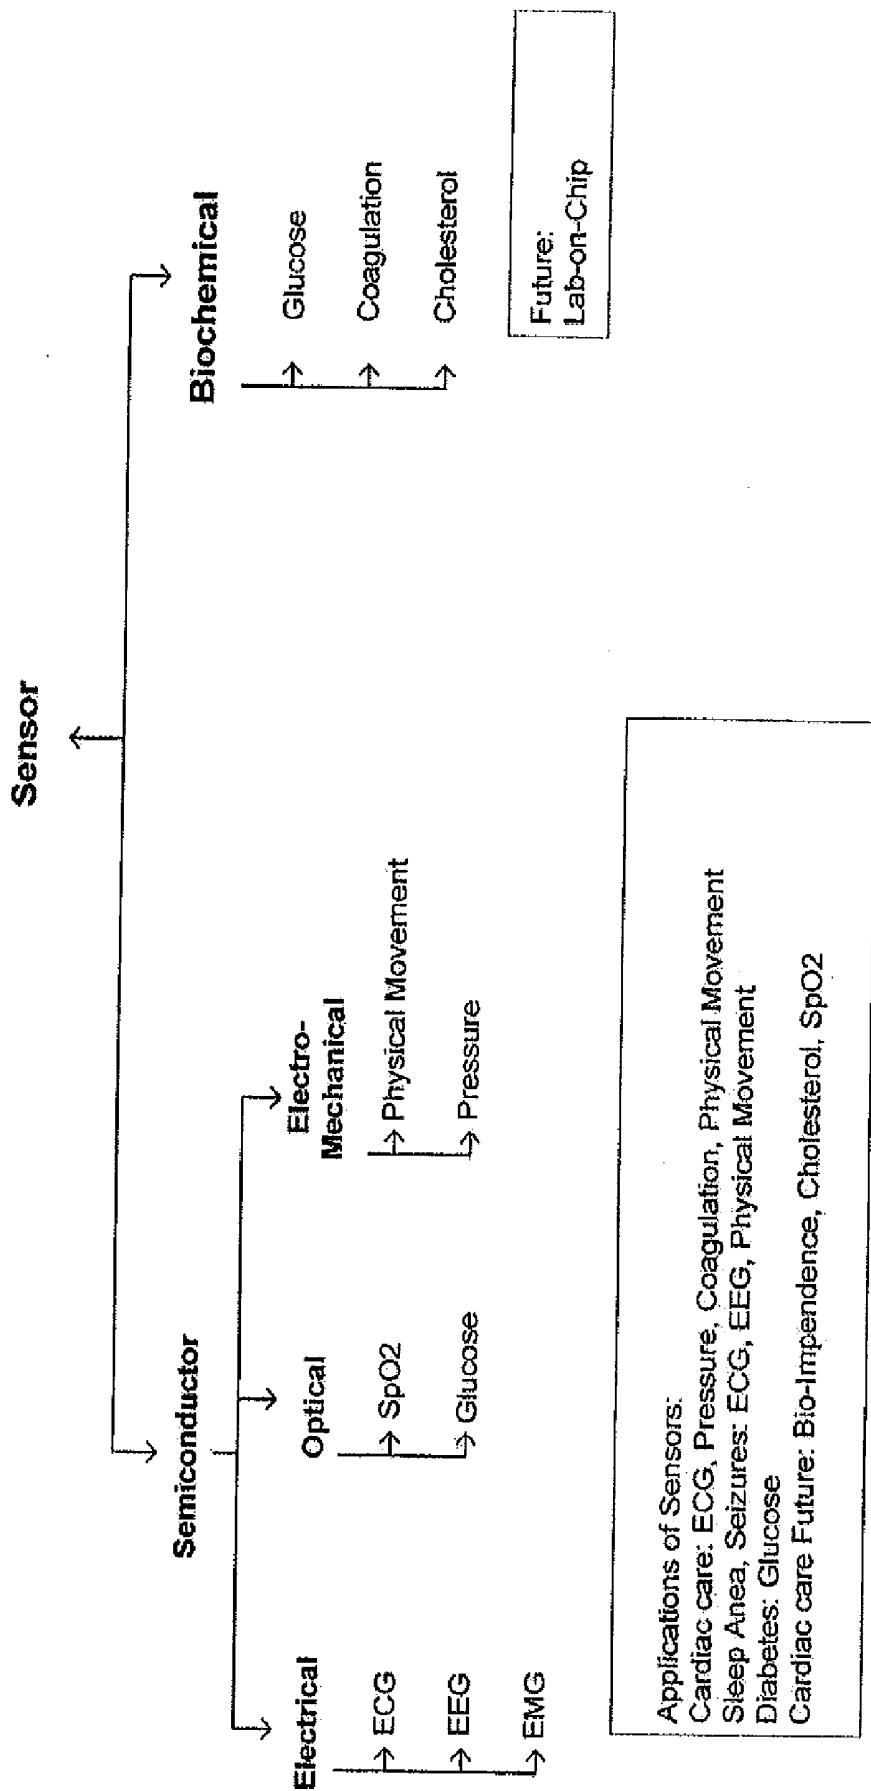 Sensor
Semiconductor
Biochemical
Electrical
Optical
Electro-
Mechanical
ECG
EEG
EMG
SpO2
Glucose
Physical Movement
Pressure
Glucose
Coagulation
Cholesterol
Future:
Lab-on-Chip
Applications of Sensors:
Cardiac care: ECG, Pressure, Coagulation, Physical Movement
Sleep Anea, Seizures: ECG, EEG, Physical Movement
Diabetes: Glucose
Cardiac care Future: Bio-Impendence, Cholesterol, SpO2